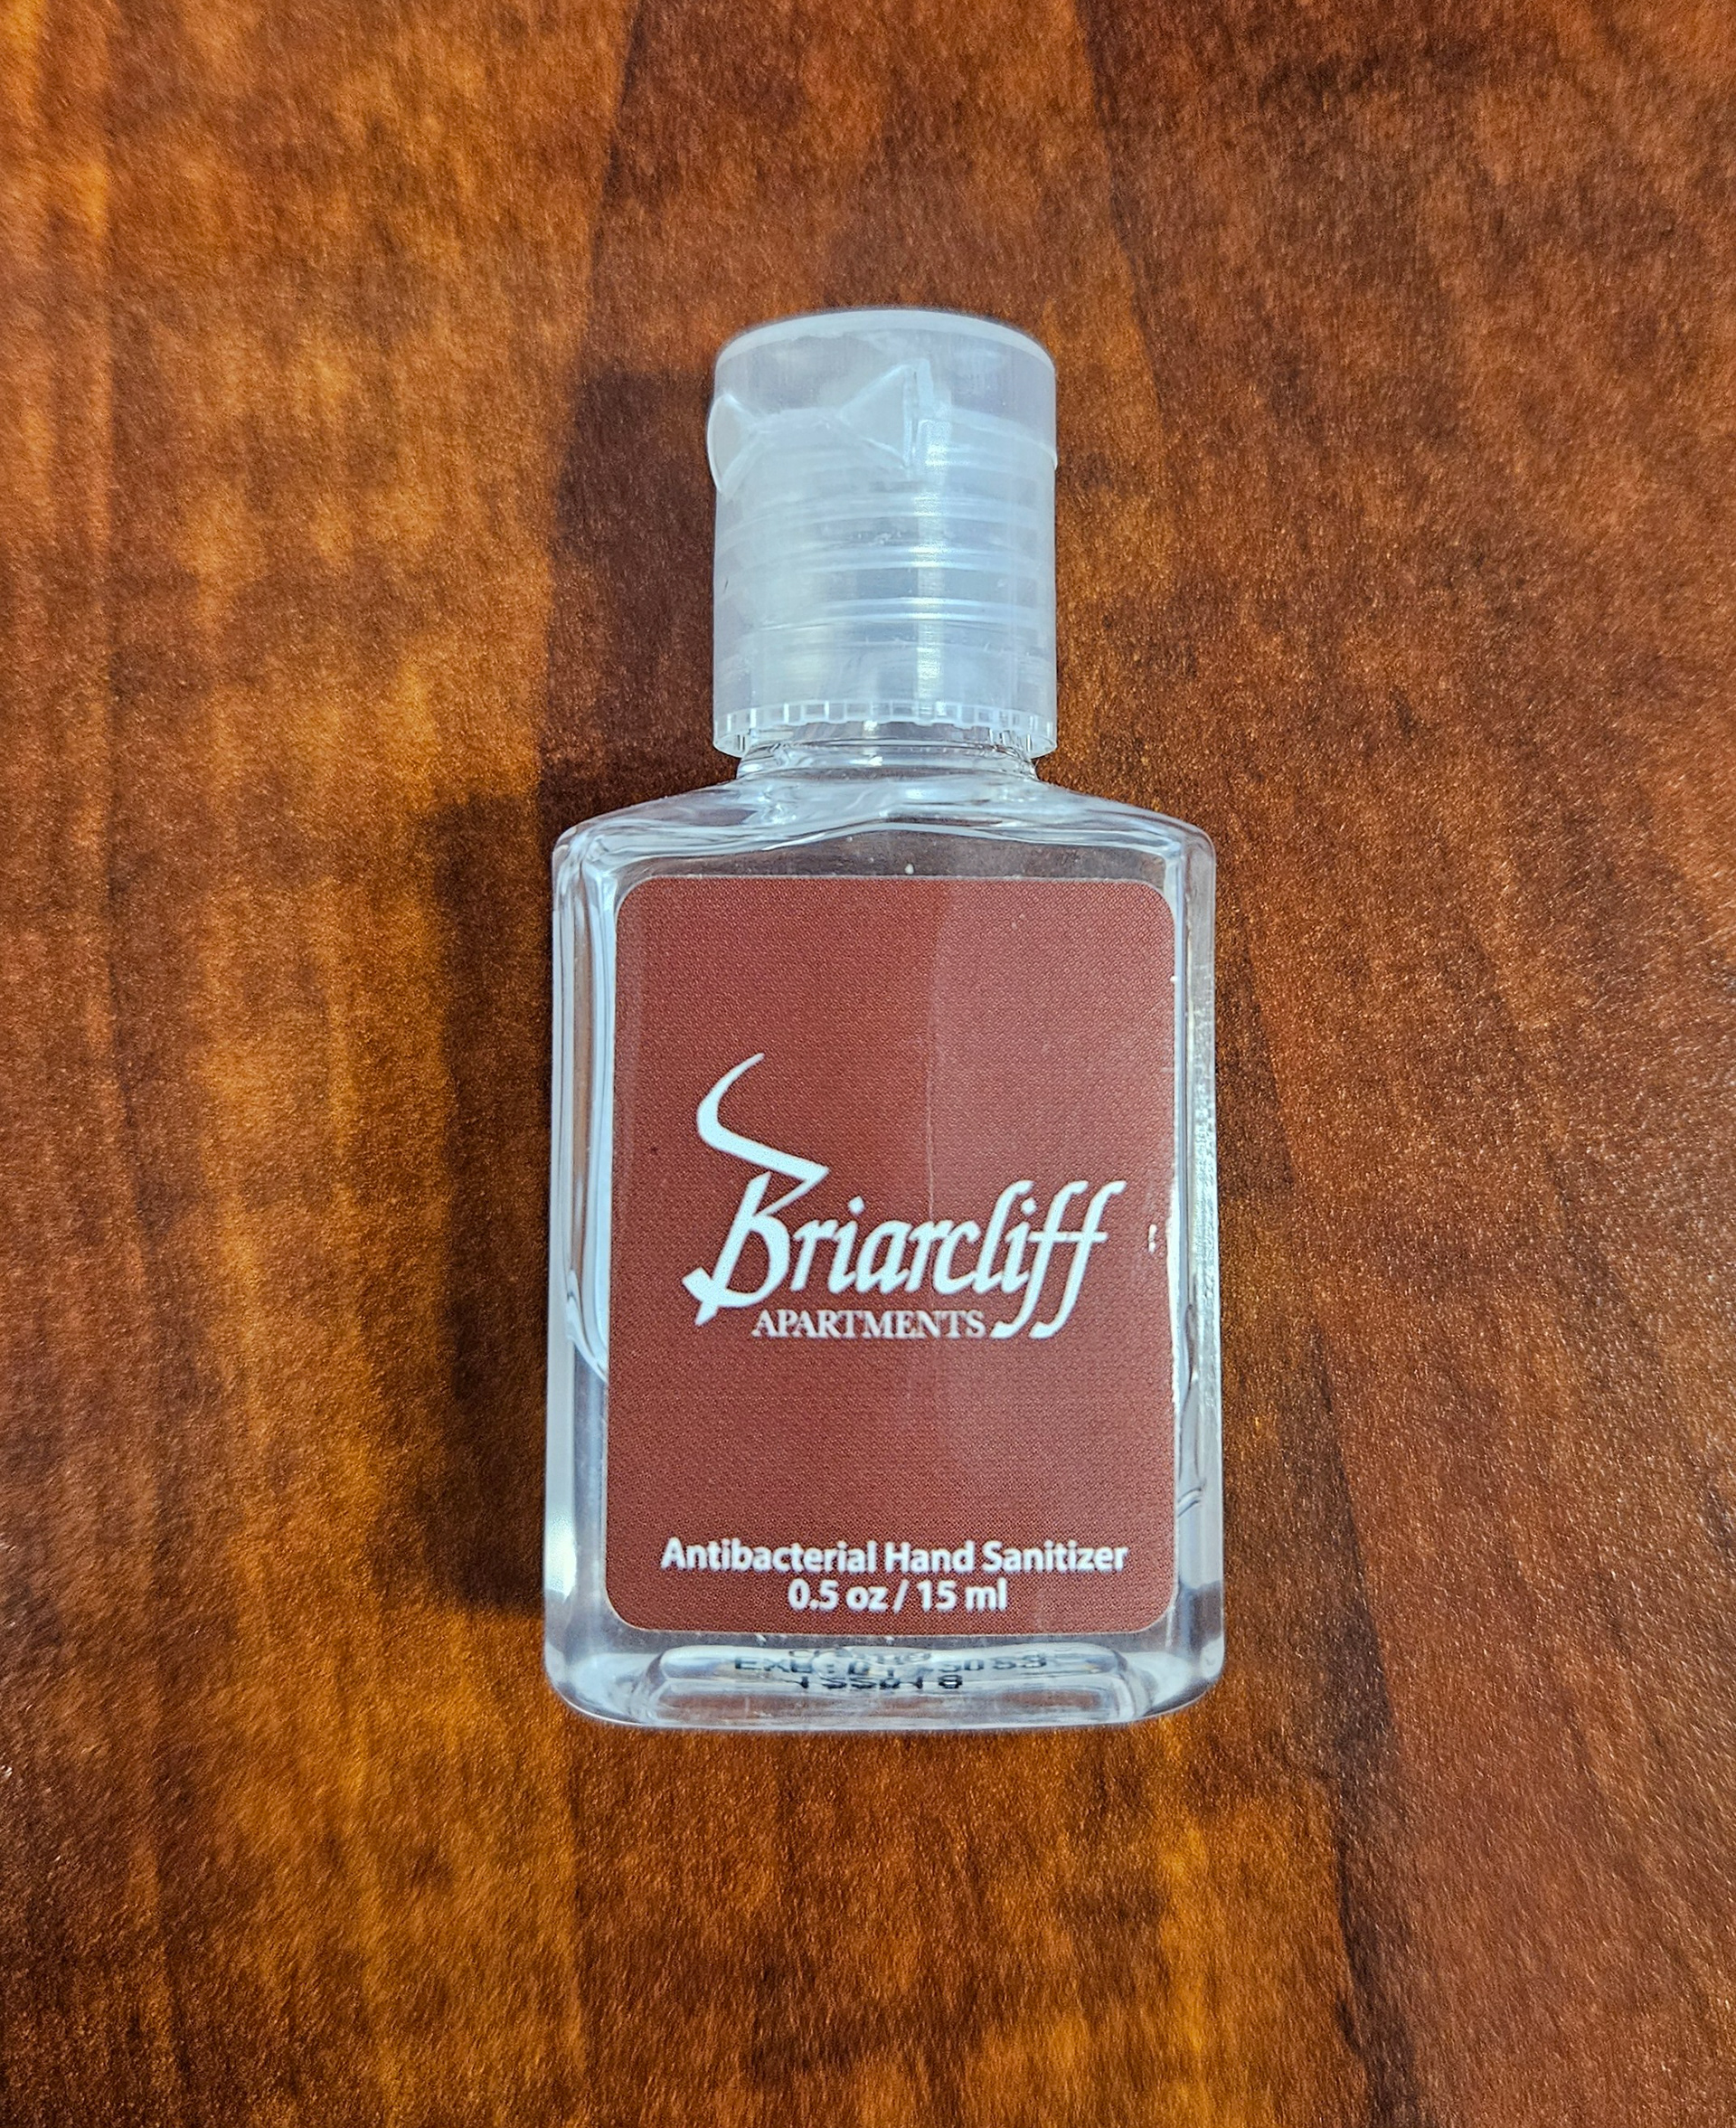 Briarcliff
APARTMENTS
Antibacterial Hand Sanitizer
0.5 oz / 15 ml